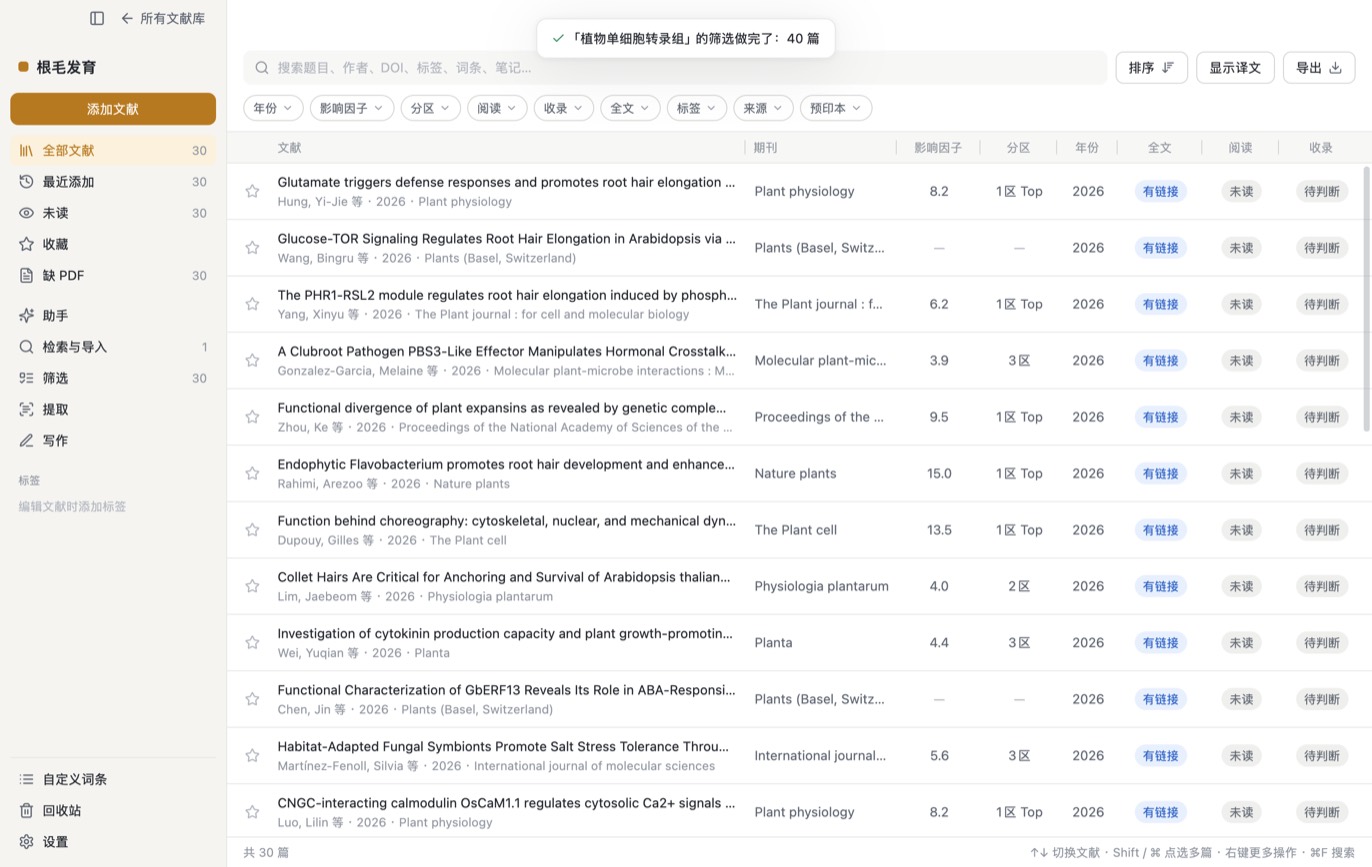 所有文献库
「植物单细胞转录组」的筛选做完了：40 篇
根毛发育
搜索题目、作者、DOI、标签、词条、笔记...
排序
显示译文
导出
添加文献
年份
影响因子
分区
阅读
收录
全文
标签
来源
预印本
全部文献 30
最近添加 30
未读 30
收藏
缺 PDF 30
助手
检索与导入 1
筛选 30
提取
写作
标签
编辑文献时添加标签
自定义词条
回收站
设置
文献 期刊 影响因子 分区 年份 全文 阅读 收录
Glutamate triggers defense responses and promotes root hair elongation ...
Hung, Yi-Jie 等 · 2026 · Plant physiology
Plant physiology 8.2 1区 Top 2026 有链接 未读 待判断
Glucose-TOR Signaling Regulates Root Hair Elongation in Arabidopsis via ...
Wang, Bingru 等 · 2026 · Plants (Basel, Switzerland)
Plants (Basel, Switz... — — 2026 有链接 未读 待判断
The PHR1-RSL2 module regulates root hair elongation induced by phosph...
Yang, Xinyu 等 · 2026 · The Plant journal : for cell and molecular biology
The Plant journal : f... 6.2 1区 Top 2026 有链接 未读 待判断
A Clubroot Pathogen PBS3-Like Effector Manipulates Hormonal Crosstalk...
Gonzalez-Garcia, Melaine 等 · 2026 · Molecular plant-microbe interactions : M...
Molecular plant-mic... 3.9 3区 2026 有链接 未读 待判断
Functional divergence of plant expansins as revealed by genetic comple...
Zhou, Ke 等 · 2026 · Proceedings of the National Academy of Sciences of the ...
Proceedings of the ... 9.5 1区 Top 2026 有链接 未读 待判断
Endophytic Flavobacterium promotes root hair development and enhance...
Rahimi, Arezoo 等 · 2026 · Nature plants
Nature plants 15.0 1区 Top 2026 有链接 未读 待判断
Function behind choreography: cytoskeletal, nuclear, and mechanical dyn...
Dupouy, Gilles 等 · 2026 · The Plant cell
The Plant cell 13.5 1区 Top 2026 有链接 未读 待判断
Collet Hairs Are Critical for Anchoring and Survival of Arabidopsis thalian...
Lim, Jaebeom 等 · 2026 · Physiologia plantarum
Physiologia plantarum 4.0 2区 2026 有链接 未读 待判断
Investigation of cytokinin production capacity and plant growth-promotin...
Wei, Yuqian 等 · 2026 · Planta
Planta 4.4 3区 2026 有链接 未读 待判断
Functional Characterization of GbERF13 Reveals Its Role in ABA-Responsi...
Chen, Jin 等 · 2026 · Plants (Basel, Switzerland)
Plants (Basel, Switz... — — 2026 有链接 未读 待判断
Habitat-Adapted Fungal Symbionts Promote Salt Stress Tolerance Throu...
Martínez-Fenoll, Silvia 等 · 2026 · International journal of molecular sciences
International journal... 5.6 3区 2026 有链接 未读 待判断
CNGC-interacting calmodulin OsCaM1.1 regulates cytosolic Ca2+ signals ...
Luo, Lilin 等 · 2026 · Plant physiology
Plant physiology 8.2 1区 Top 2026 有链接 未读 待判断
共 30 篇
↑↓ 切换文献 · Shift / ⌘ 点选多篇 · 右键更多操作 · ⌘F 搜索